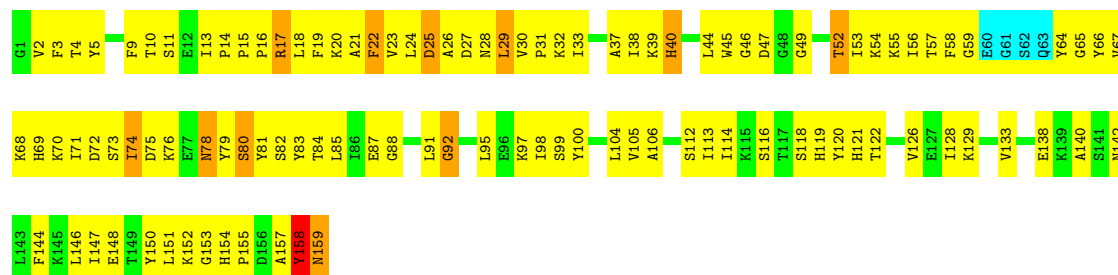 G1 V2 F3 T4 Y5 F9 T10 S11 E12 I13 P14 P15 P16 R17 L18 F19 K20 A21 F22 V23 L24 D25 A26 D27 N28 L29 V30 P31 K32 I33 A37 I38 K39 H40 L44 W45 G46 D47 G48 G49 T52 I53 K54 K55 I56 T57 F58 G59 E60 G61 S62 Q63 Y64 G65 Y66 V67
K68 H69 K70 I71 D72 S73 I74 D75 K76 E77 N78 Y79 S80 Y81 S82 Y83 T84 L85 I86 E87 G88 L91 G92 L95 E96 K97 I98 S99 Y100 L104 V105 A106 S112 I113 I114 K115 S116 T117 S118 H119 Y120 H121 T122 V126 E127 I128 K129 V133 E138 K139 A140 S141 N142
L143 F144 K145 L146 I147 E148 T149 Y150 L151 K152 G153 H154 P155 D156 A157 Y158 N159